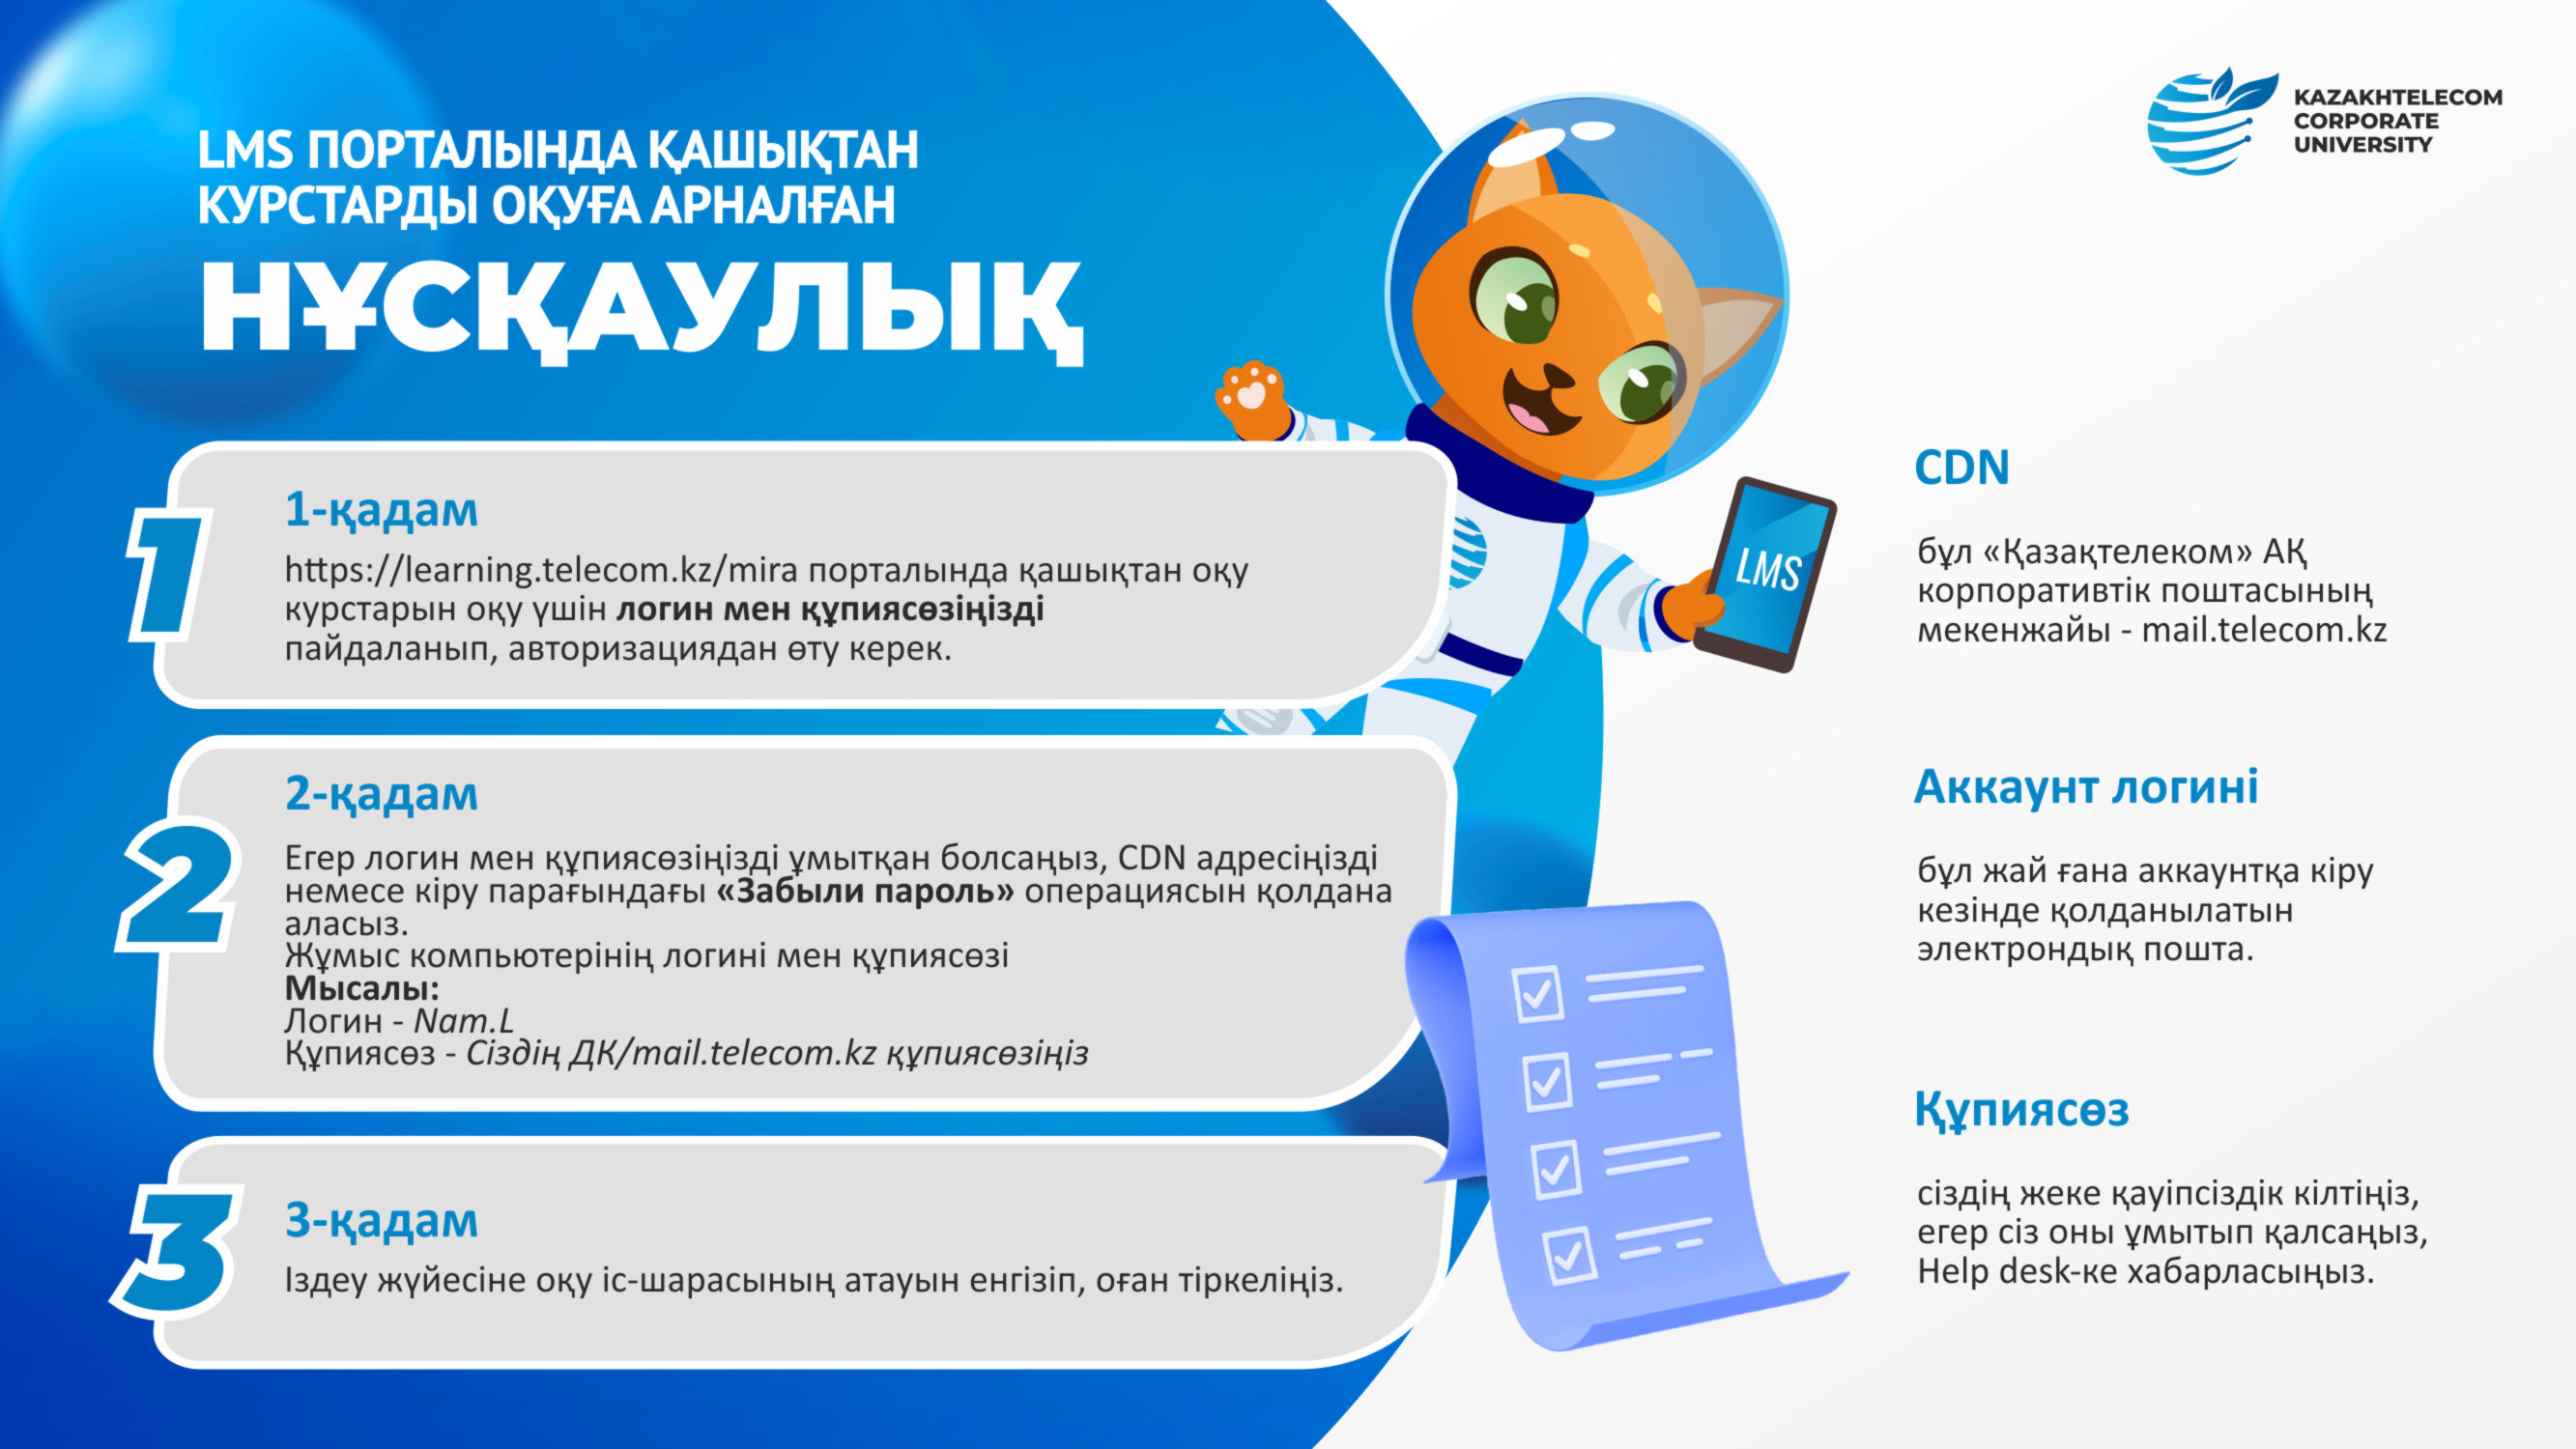 LMS ПОРТАЛЫНДА ҚАШЫҚТАН
КУРСТАРДЫ ОҚУҒА АРНАЛҒАН
НҰСҚАУЛЫҚ
KAZAKHTELECOM
CORPORATE
UNIVERSITY
1
1-қадам
https://learning.telecom.kz/mira порталында қашықтан оқу
курстарын оқу үшін логин мен құпиясөзіңізді
пайдаланып, авторизациядан өту керек.
2
2-қадам
Егер логин мен құпиясөзіңізді ұмытқан болсаңыз, CDN адресіңізді
немесе кіру парағындағы «Забыли пароль» операциясын қолдана
аласыз.
Жұмыс компьютерінің логині мен құпиясөзі
Мысалы:
Логин - Nam.L
Құпиясөз - Сіздің ДК/mail.telecom.kz құпиясөзіңіз
3
3-қадам
Іздеу жүйесіне оқу іс-шарасының атауын енгізіп, оған тіркеліңіз.
LMS
CDN
бұл «Қазақтелеком» АҚ
корпоративтік поштасының
мекенжайы - mail.telecom.kz
Аккаунт логині
бұл жай ғана аккаунтқа кіру
кезінде қолданылатын
электрондық пошта.
Құпиясөз
сіздің жеке қауіпсіздік кілтіңіз,
егер сіз оны ұмытып қалсаңыз,
Help desk-ке хабарласыңыз.